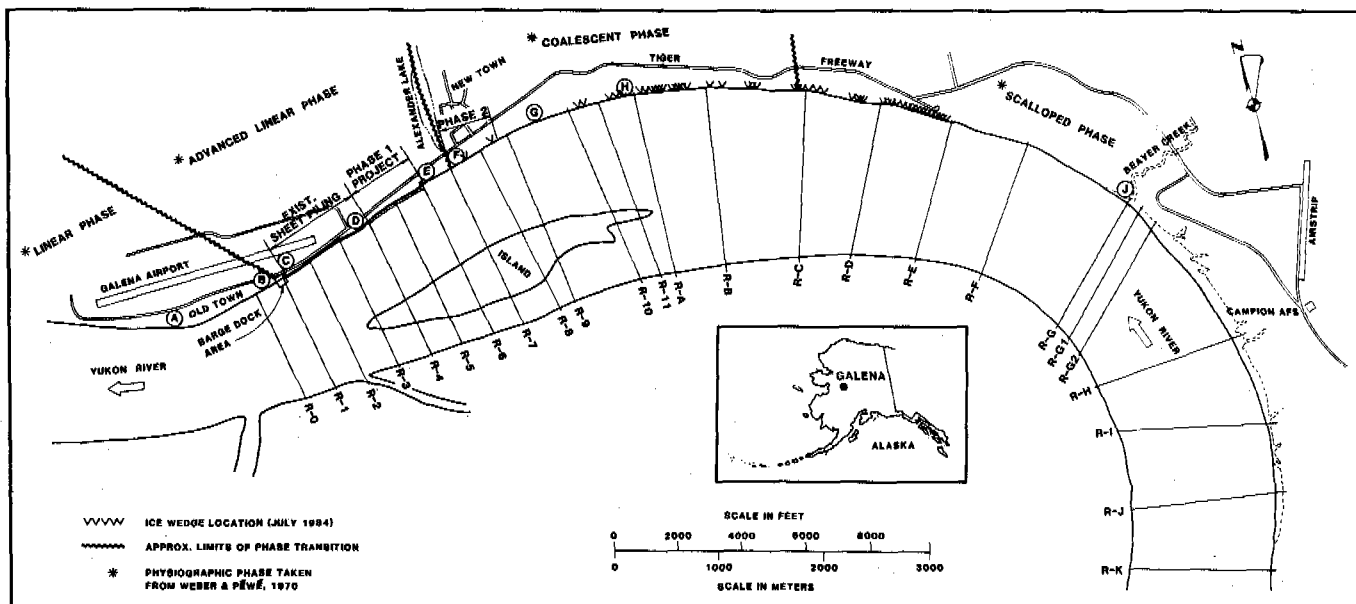 * COALESCENT PHASE
TIGER
FREEWAY
ALEXANDER LAKE
NEW TOWN
PHASE 2
* ADVANCED LINEAR PHASE
PHASE 1
PROJECT
EXIST.
SHEET PILING
* LINEAR PHASE
GALENA AIRPORT
OLD TOWN
BARGE DOCK
AREA
YUKON RIVER
A
B
C
D
E
F
G
H
J
* SCALLOPED PHASE
BEAVER CREEK
N
AIRSTRIP
CAMPION AFS
YUKON RIVER
ISLAND
R-0
R-1
R-2
R-3
R-4
R-5
R-6
R-7
R-8
R-9
R-10
R-11
R-A
R-B
R-C
R-D
R-E
R-F
R-G
R-G1
R-G2
R-H
R-I
R-J
R-K
GALENA
ALASKA
ICE WEDGE LOCATION (JULY 1984)
APPROX. LIMITS OF PHASE TRANSITION
* PHYSIOGRAPHIC PHASE TAKEN
FROM WEBER & PÉWÉ, 1970
SCALE IN FEET
0 2000 4000 6000 8000
0 1000 2000 3000
SCALE IN METERS